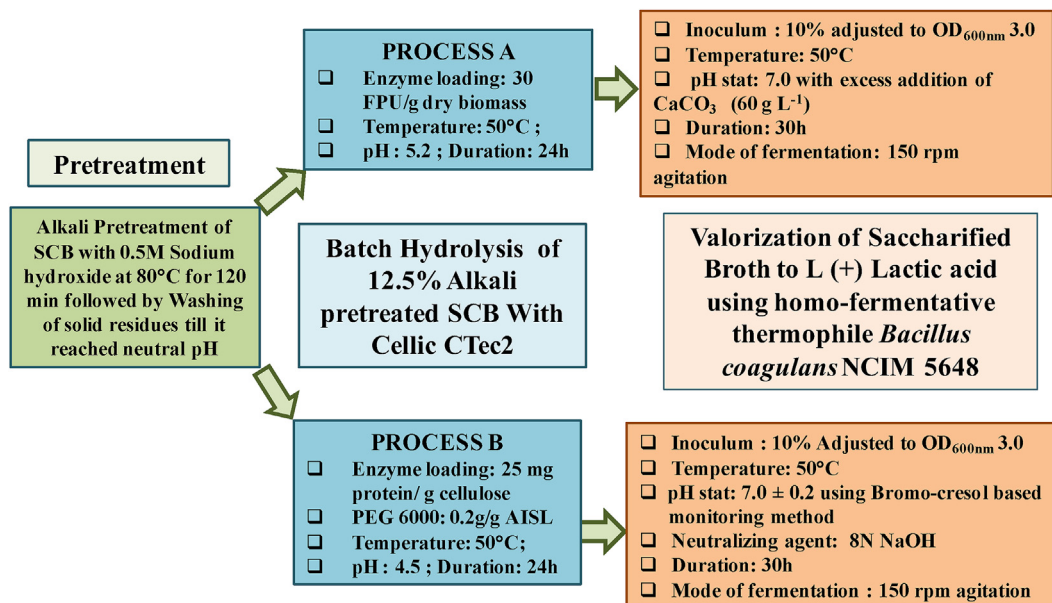 Pretreatment
Alkali Pretreatment of
SCB with 0.5M Sodium
hydroxide at 80°C for 120
min followed by Washing
of solid residues till it
reached neutral pH
PROCESS A
❑ Enzyme loading: 30
FPU/g dry biomass
❑ Temperature: 50°C ;
❑ pH : 5.2 ; Duration: 24h
❑ Inoculum : 10% adjusted to OD600nm 3.0
❑ Temperature: 50°C
❑ pH stat: 7.0 with excess addition of
CaCO3 (60 g L-1)
❑ Duration: 30h
❑ Mode of fermentation: 150 rpm
agitation
Batch Hydrolysis of
12.5% Alkali
pretreated SCB With
Cellic CTec2
Valorization of Saccharified
Broth to L (+) Lactic acid
using homo-fermentative
thermophile Bacillus
coagulans NCIM 5648
PROCESS B
❑ Enzyme loading: 25 mg
protein/ g cellulose
❑ PEG 6000: 0.2g/g AISL
❑ Temperature: 50°C;
❑ pH : 4.5 ; Duration: 24h
❑ Inoculum : 10% Adjusted to OD600nm 3.0
❑ Temperature: 50°C
❑ pH stat: 7.0 ± 0.2 using Bromo-cresol based
monitoring method
❑ Neutralizing agent: 8N NaOH
❑ Duration: 30h
❑ Mode of fermentation : 150 rpm agitation